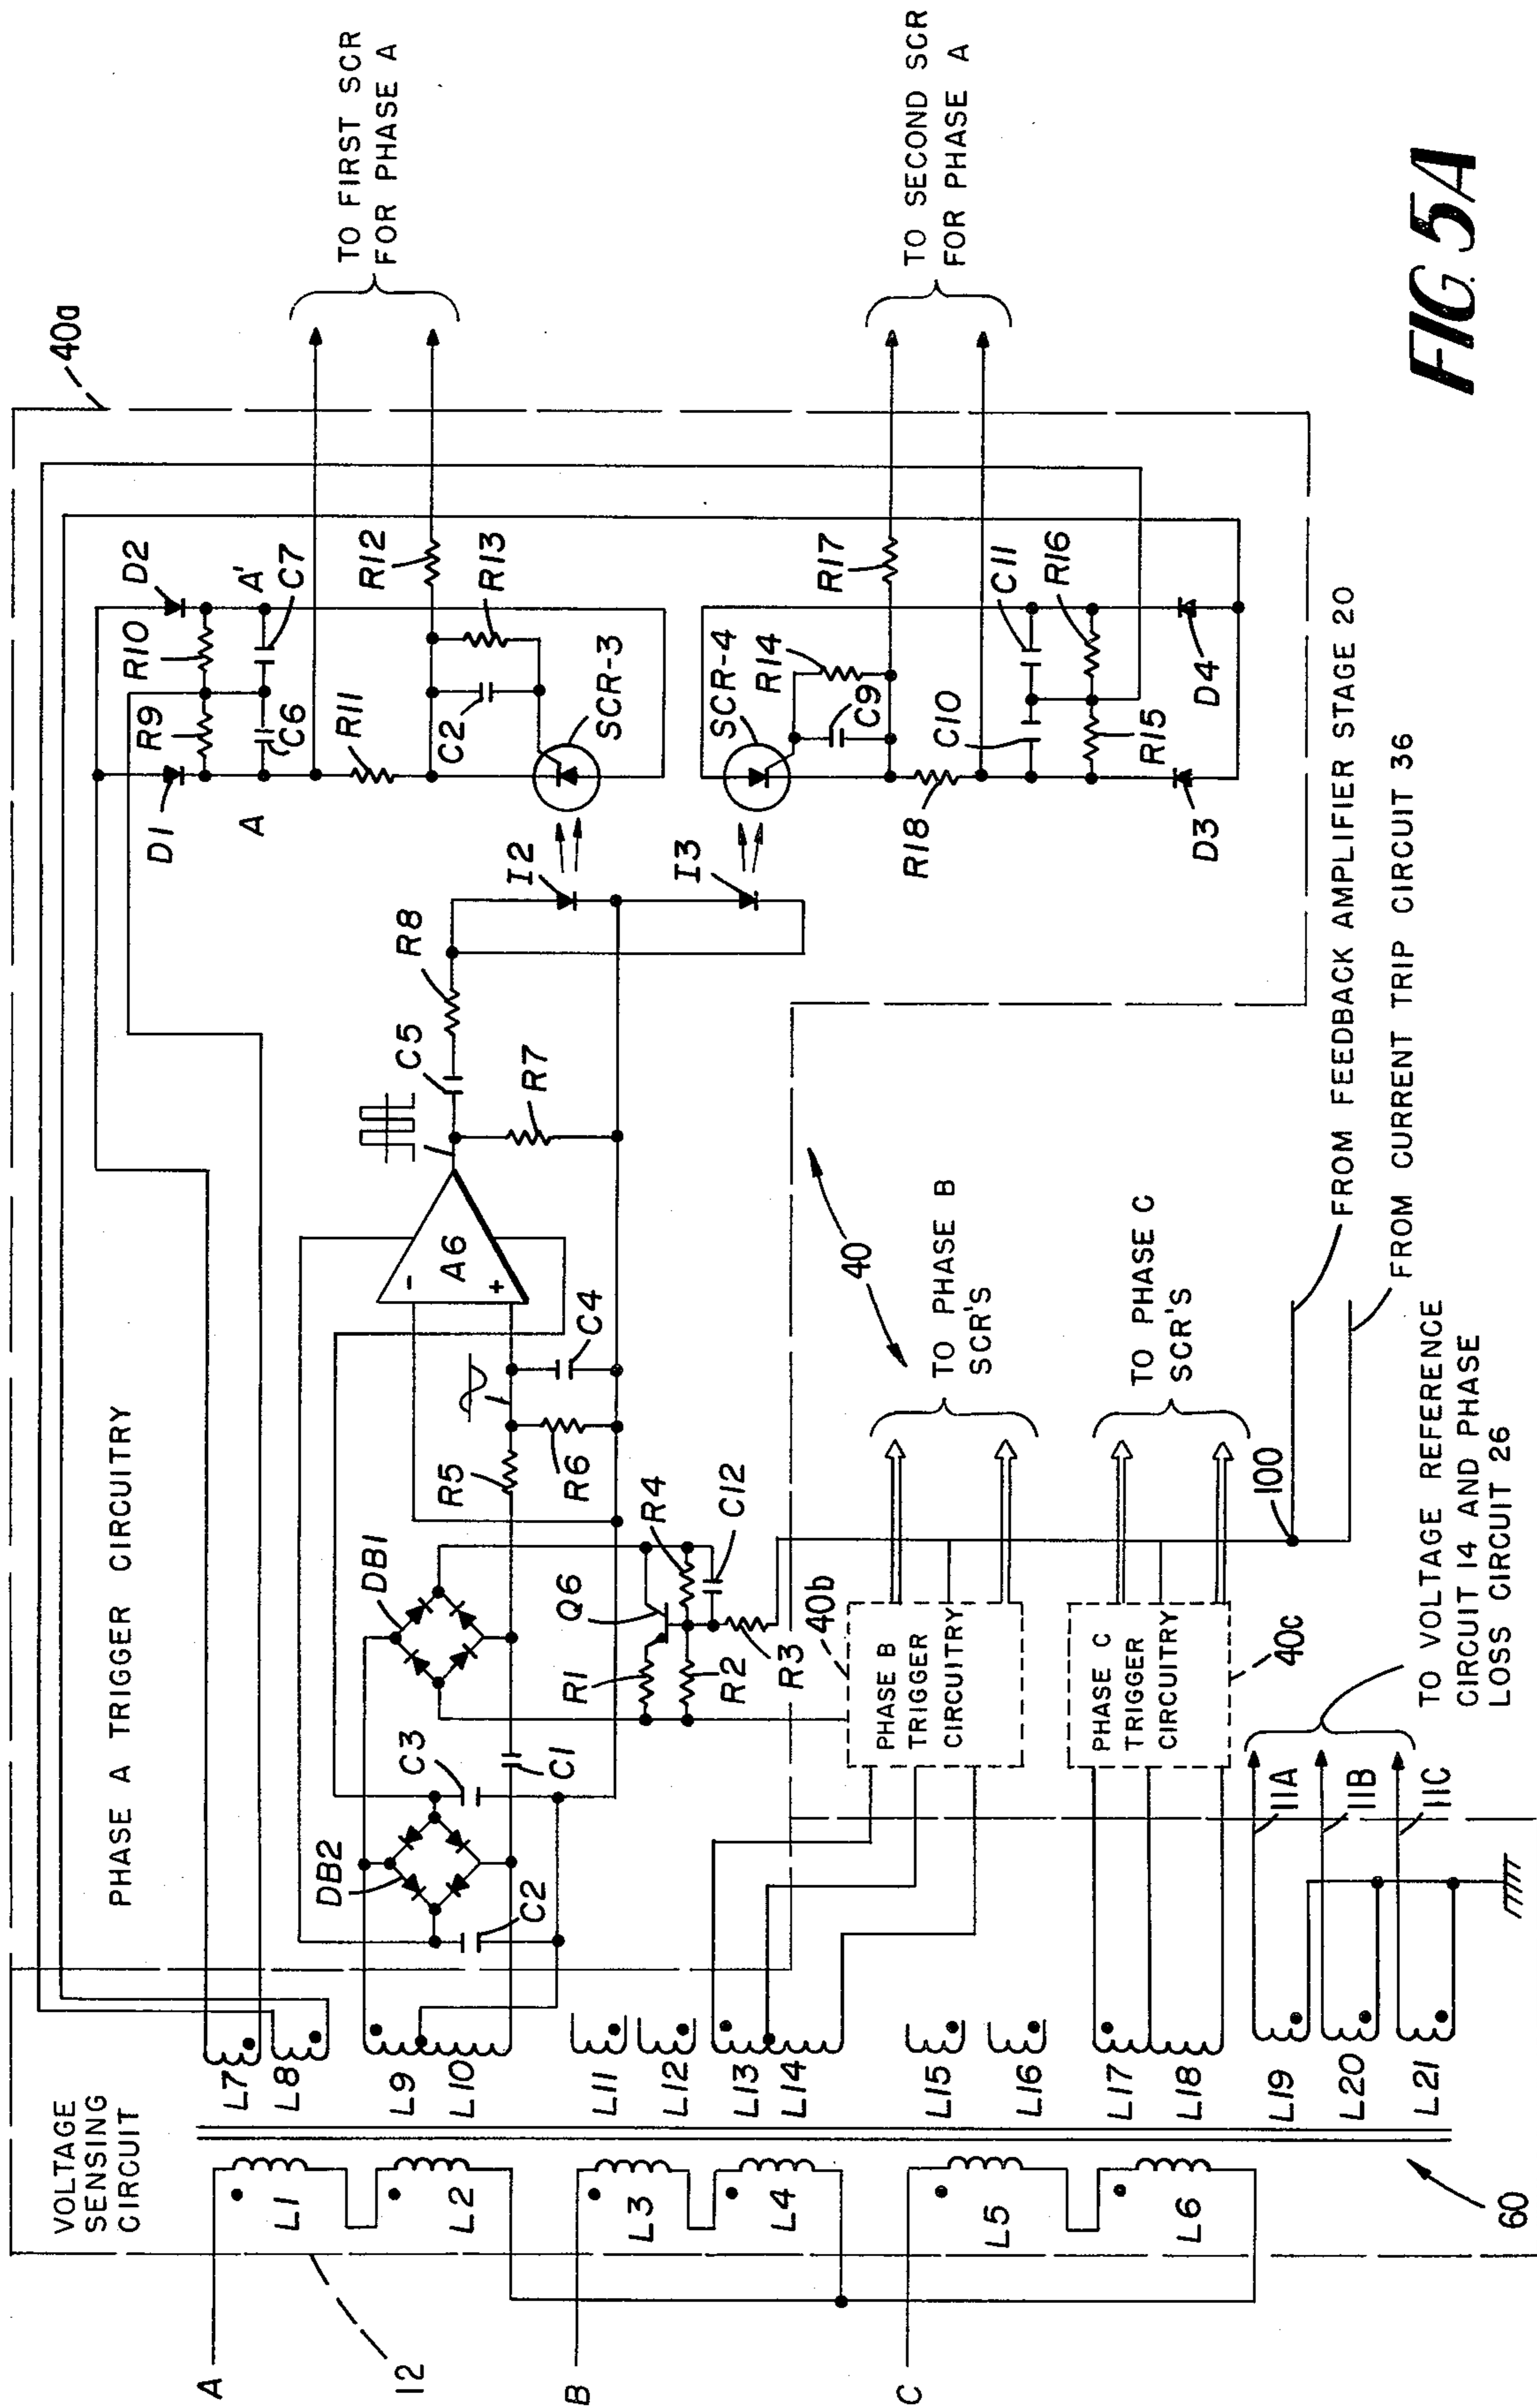 VOLTAGE
SENSING
CIRCUIT
PHASE A TRIGGER CIRCUITRY
40a
A
12
B
C
L1
L2
L3
L4
L5
L6
60
L7
L8
L9
L10
L11
L12
L13
L14
L15
L16
L17
L18
L19
L20
L21
DB2
C2
C3
C1
DB1
R1
R2
Q6
R3
R4
C12
R5
R6
C4
-
A6
+
C5
R7
R8
I2
I3
D1
R9
R10
D2
A
A'
C6
C7
R11
R12
C2
R13
SCR-3
SCR-4
R14
C9
R17
R18
C10
C11
R15
R16
D3
D4
TO FIRST SCR
FOR PHASE A
TO SECOND SCR
FOR PHASE A
40
40b
PHASE B
TRIGGER
CIRCUITRY
TO PHASE B
SCR'S
PHASE C
TRIGGER
CIRCUITRY
40c
TO PHASE C
SCR'S
100
FROM FEEDBACK AMPLIFIER STAGE 20
FROM CURRENT TRIP CIRCUIT 36
11A
11B
11C
TO VOLTAGE REFERENCE
CIRCUIT 14 AND PHASE
LOSS CIRCUIT 26
FIG. 5A